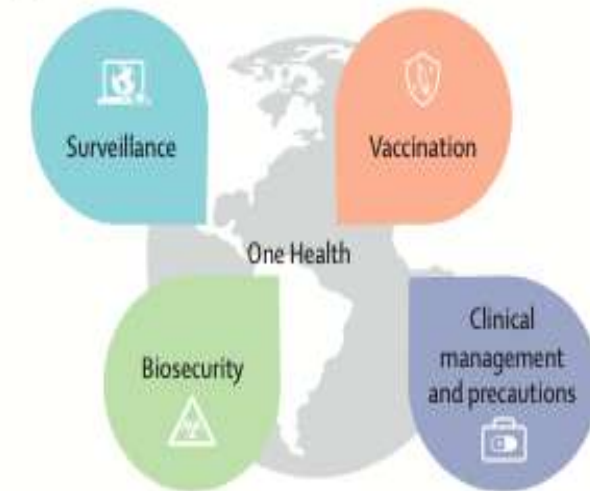 Surveillance
Vaccination
One Health
Biosecurity
Clinical
management
and precautions